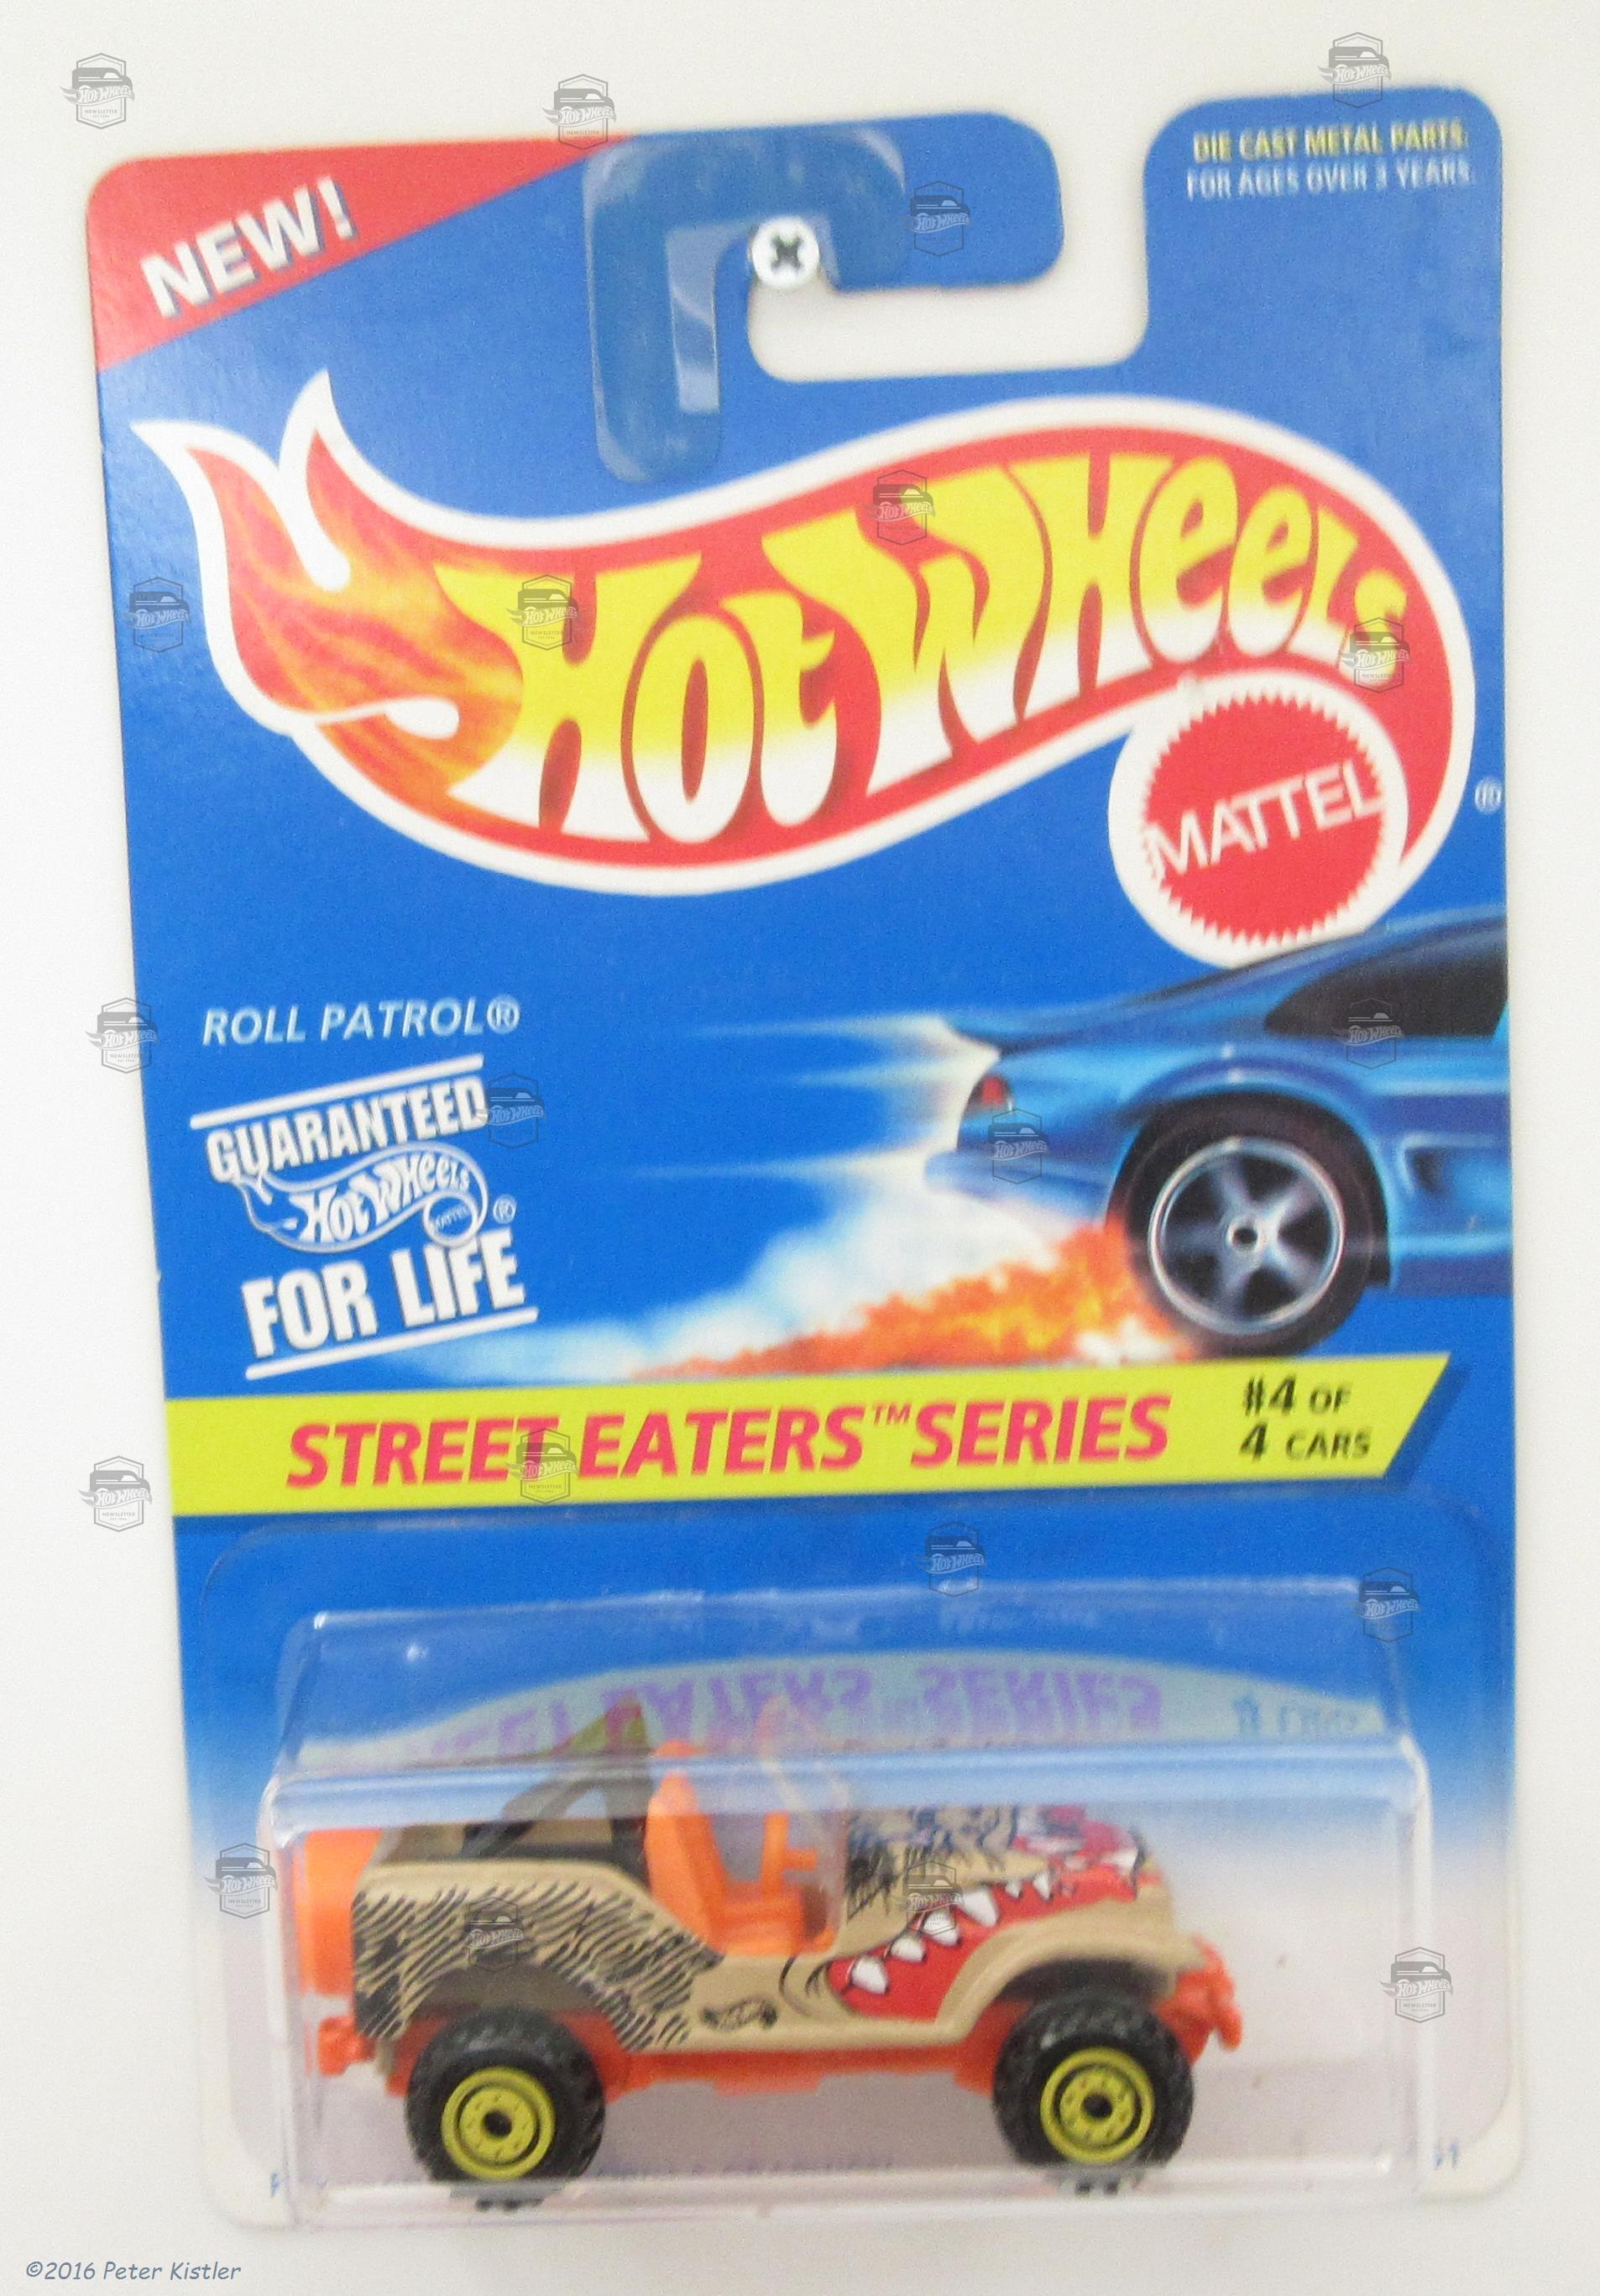 NEW!
DIE CAST METAL PARTS.
FOR AGES OVER 3 YEARS.
HOT WHEELS
MATTEL
®
ROLL PATROL®
GUARANTEED
HOT WHEELS
MATTEL
®
FOR LIFE
STREET EATERS™ SERIES
#4 OF
4 CARS
©2016 Peter Kistler